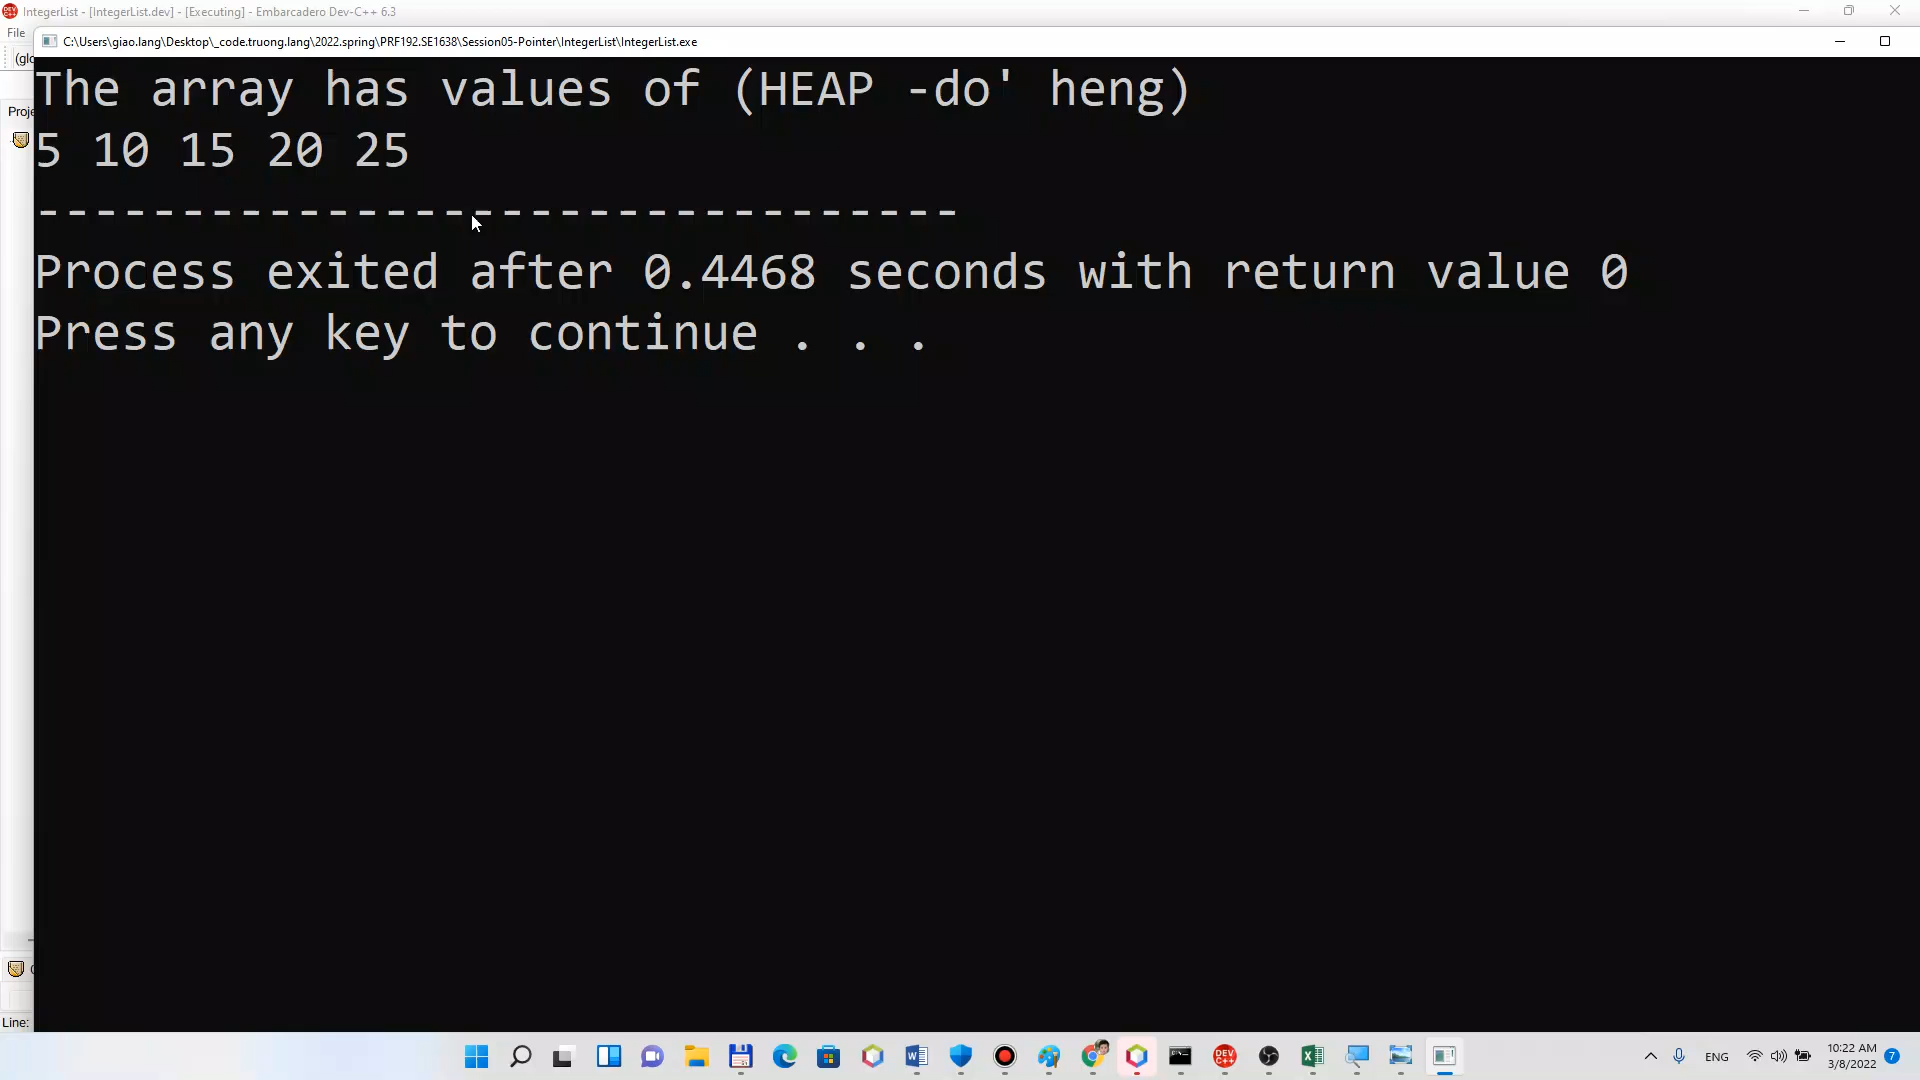 IntegerList - [IntegerList.dev] - [Executing] - Embarcadero Dev-C++ 6.3
File
C:\Users\giao.lang\Desktop\_code.truong.lang\2022.spring\PRF192.SE1638\Session05-Pointer\IntegerList\IntegerList.exe
(glo
The array has values of (HEAP -do' heng)
Proje
5 10 15 20 25
--------------------------------
Process exited after 0.4468 seconds with return value 0
Press any key to continue . . .
Line:
ENG
10:22 AM
3/8/2022
7